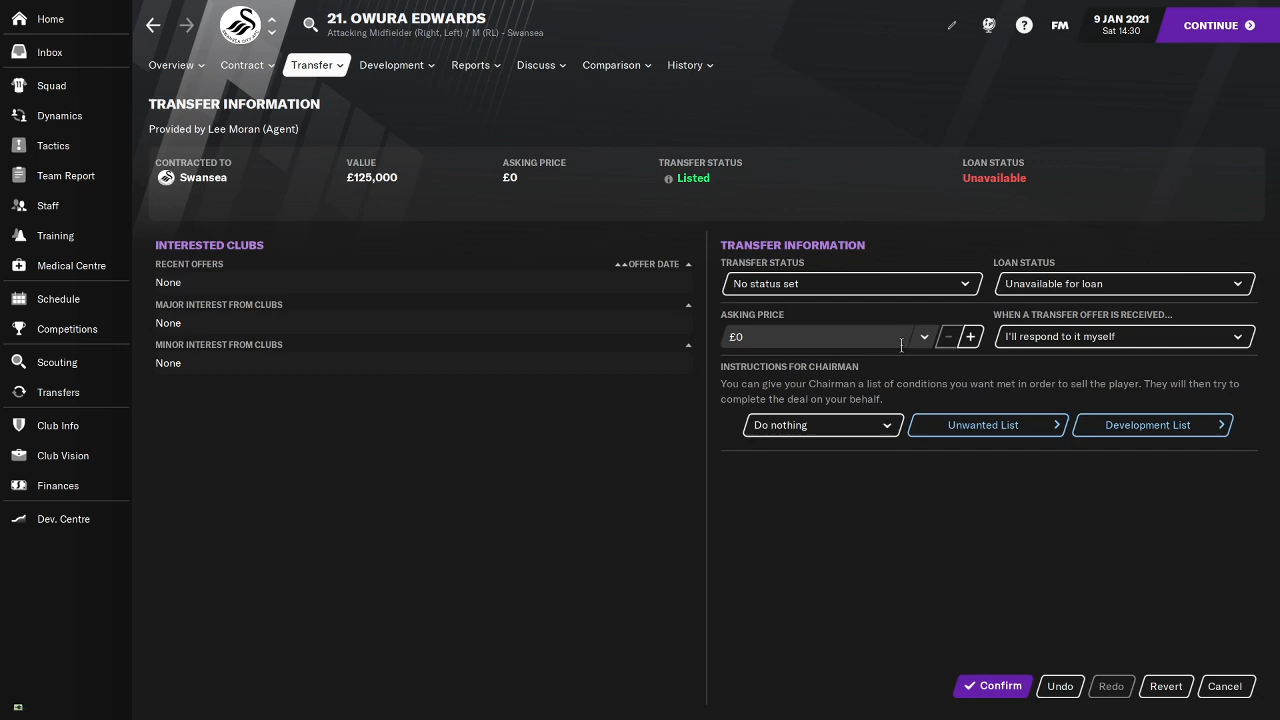 Home
Inbox
Squad
Dynamics
Tactics
Team Report
Staff
Training
Medical Centre
Schedule
Competitions
Scouting
Transfers
Club Info
Club Vision
Finances
Dev. Centre
21. OWURA EDWARDS
Attacking Midfielder (Right, Left) / M (RL) - Swansea
FM
9 JAN 2021
Sat 14:30
CONTINUE
Overview
Contract
Transfer
Development
Reports
Discuss
Comparison
History
TRANSFER INFORMATION
Provided by Lee Moran (Agent)
CONTRACTED TO
Swansea
VALUE
£125,000
ASKING PRICE
£0
TRANSFER STATUS
Listed
LOAN STATUS
Unavailable
INTERESTED CLUBS
RECENT OFFERS
OFFER DATE
None
MAJOR INTEREST FROM CLUBS
None
MINOR INTEREST FROM CLUBS
None
TRANSFER INFORMATION
TRANSFER STATUS
No status set
LOAN STATUS
Unavailable for loan
ASKING PRICE
£0
WHEN A TRANSFER OFFER IS RECEIVED...
I'll respond to it myself
INSTRUCTIONS FOR CHAIRMAN
You can give your Chairman a list of conditions you want met in order to sell the player. They will then try to
complete the deal on your behalf.
Do nothing
Unwanted List
Development List
Confirm
Undo
Redo
Revert
Cancel